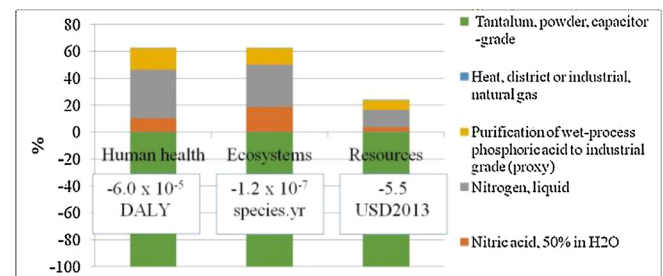 80
60
40
20
0
-20
-40
-60
-80
-100
%
Human health
-6.0 x 10-5
DALY
Ecosystems
-1.2 x 10-7
species.yr
Resources
-5.5
USD2013
Tantalum, powder, capacitor
-grade
Heat, district or industrial,
natural gas
Purification of wet-process
phosphoric acid to industrial
grade (proxy)
Nitrogen, liquid
Nitric acid, 50% in H2O